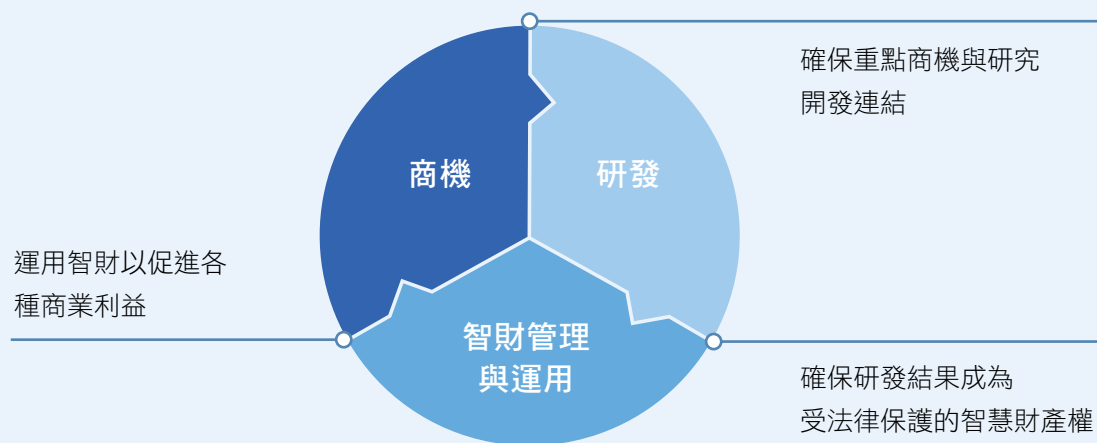 確保重點商機與研究
開發連結
商機
研發
運用智財以促進各
種商業利益
智財管理
與運用
確保研發結果成為
受法律保護的智慧財產權